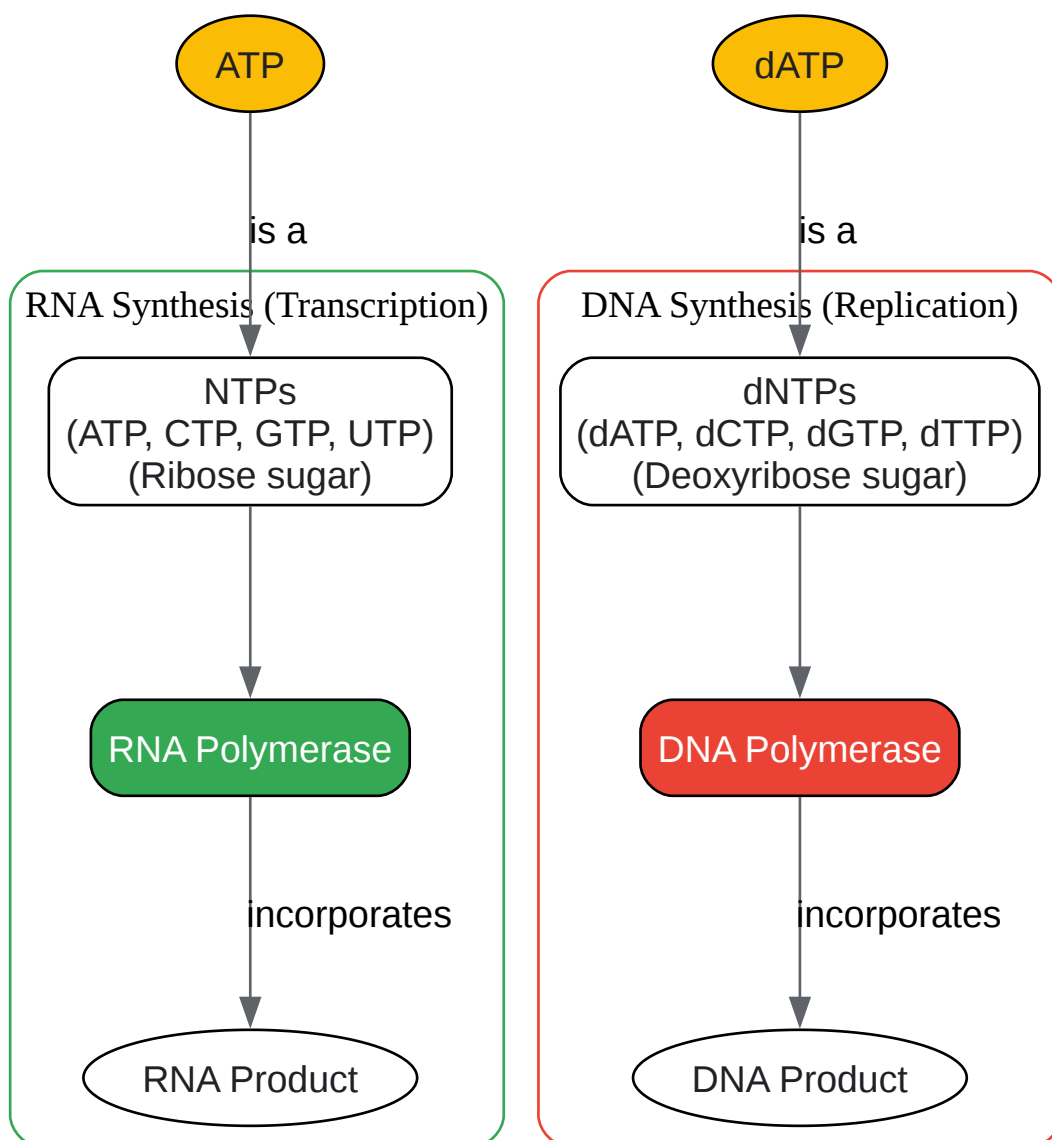 ATP
is a
RNA Synthesis (Transcription)
NTPs
(ATP, CTP, GTP, UTP)
(Ribose sugar)
RNA Polymerase
incorporates
RNA Product
dATP
is a
DNA Synthesis (Replication)
dNTPs
(dATP, dCTP, dGTP, dTTP)
(Deoxyribose sugar)
DNA Polymerase
incorporates
DNA Product